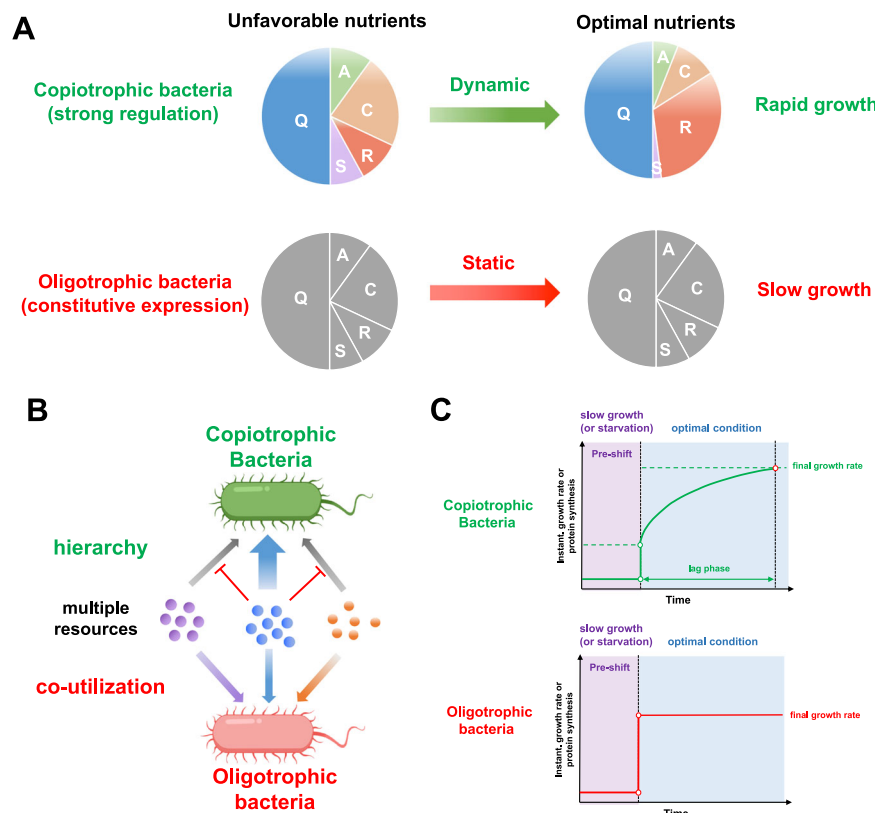 A
Unfavorable nutrients
Optimal nutrients
Copiotrophic bacteria
(strong regulation)
Q
A
C
R
S
Dynamic
Q
A
C
R
S
Rapid growth
Oligotrophic bacteria
(constitutive expression)
Q
A
C
R
S
Static
Q
A
C
R
S
Slow growth
B
Copiotrophic
Bacteria
hierarchy
multiple
resources
co-utilization
Oligotrophic
bacteria
C
slow growth
(or starvation)
optimal condition
Pre-shift
final growth rate
Copiotrophic
Bacteria
Instant, growth rate or
protein synthesis
lag phase
Time
slow growth
(or starvation)
optimal condition
Pre-shift
final growth rate
Oligotrophic
bacteria
Instant, growth rate or
protein synthesis
Time